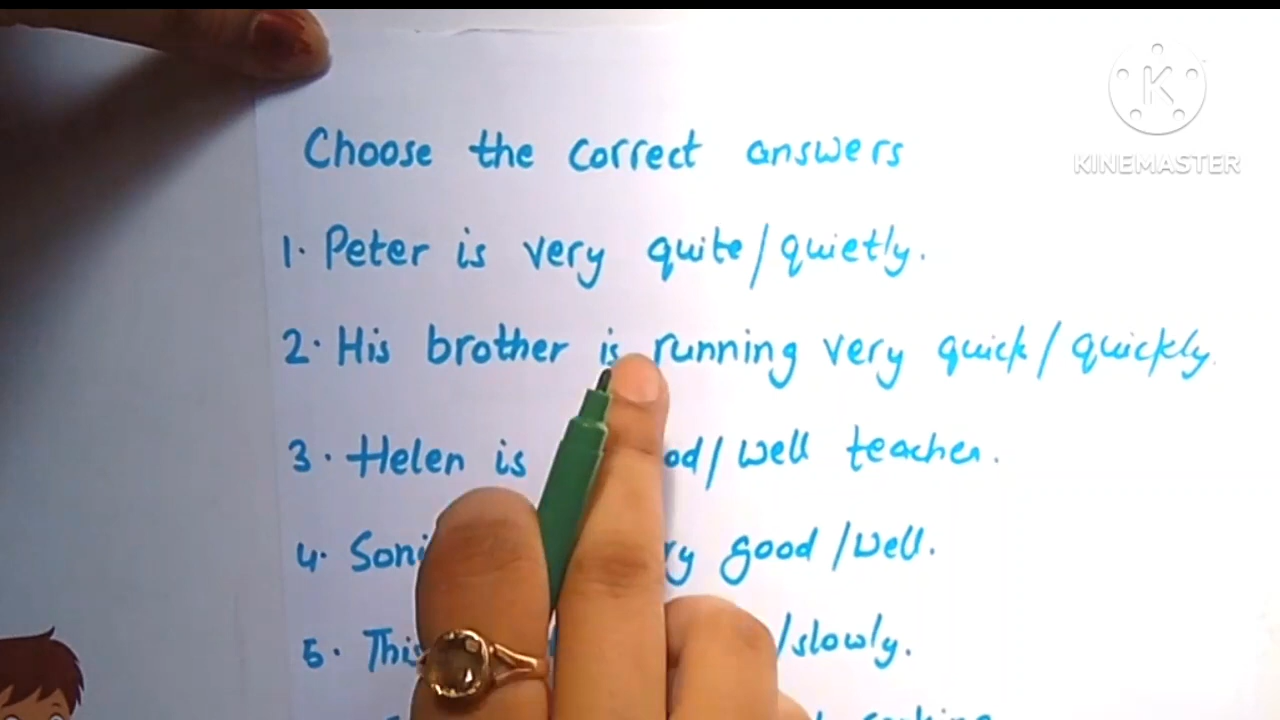 KINEMASTER
Choose the correct answers
1. Peter is very quite/quietly.
2. His brother is running very quick/quickly.
3. Helen is /well teacher.
4. good/well.
5. /slowly.